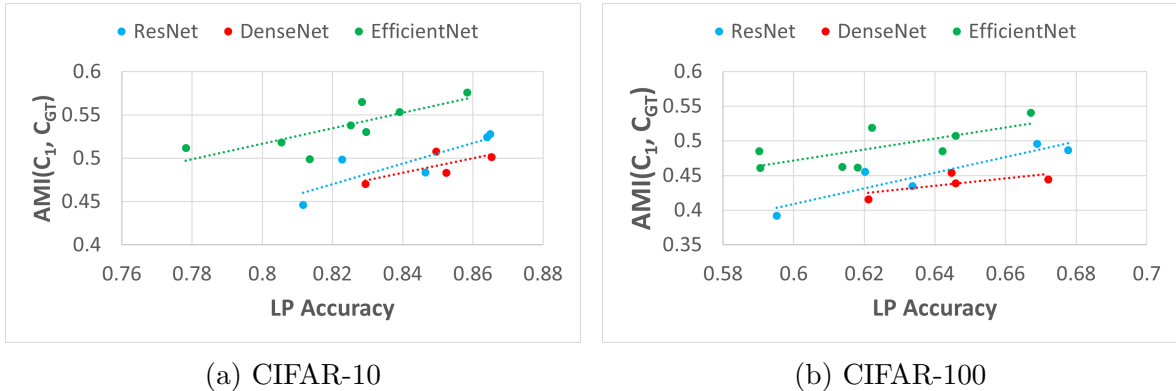 ResNet DenseNet EfficientNet
0.6
0.55
0.5
0.45
0.4
AMI(C₁, C_GT)
0.76 0.78 0.8 0.82 0.84 0.86 0.88
LP Accuracy
(a) CIFAR-10
ResNet DenseNet EfficientNet
0.6
0.55
0.5
0.45
0.4
0.35
AMI(C₁, C_GT)
0.58 0.6 0.62 0.64 0.66 0.68 0.7
LP Accuracy
(b) CIFAR-100